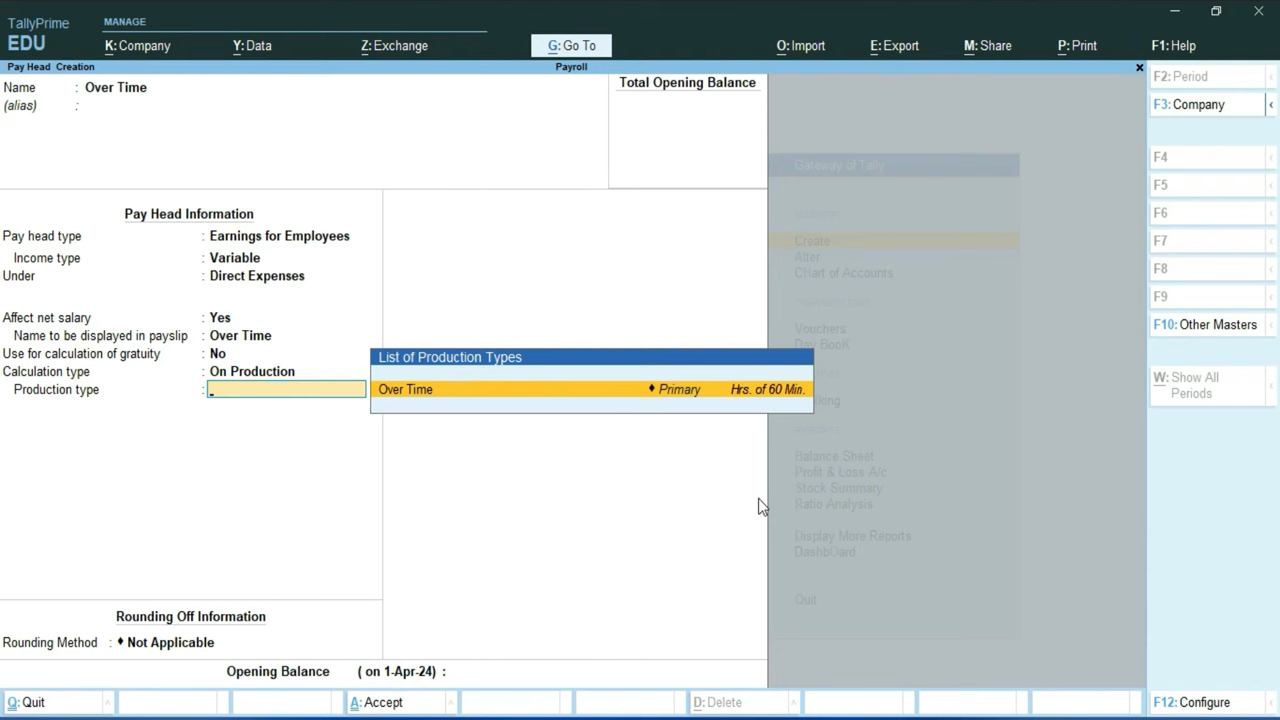 TallyPrime
EDU
MANAGE
K: Company
Y: Data
Z: Exchange
G: Go To
O: Import
E: Export
M: Share
P: Print
F1: Help
Pay Head Creation
Payroll
Name : Over Time
(alias) :
Total Opening Balance
Pay Head Information
Pay head type : Earnings for Employees
Income type : Variable
Under : Direct Expenses
Affect net salary : Yes
Name to be displayed in payslip : Over Time
Use for calculation of gratuity : No
Calculation type : On Production
Production type :
List of Production Types
Over Time ♦ Primary Hrs. of 60 Min.
Rounding Off Information
Rounding Method : ♦ Not Applicable
Opening Balance ( on 1-Apr-24) :
Gateway of Tally
Create
Alter
Chart of Accounts
Vouchers
Day BooK
Balance Sheet
Profit & Loss A/c
Stock Summary
Ratio Analysis
Display More Reports
DashbOard
Quit
F2: Period
F3: Company
F4
F5
F6
F7
F8
F9
F10: Other Masters
W: Show All
Periods
Q: Quit
A: Accept
D: Delete
F12: Configure